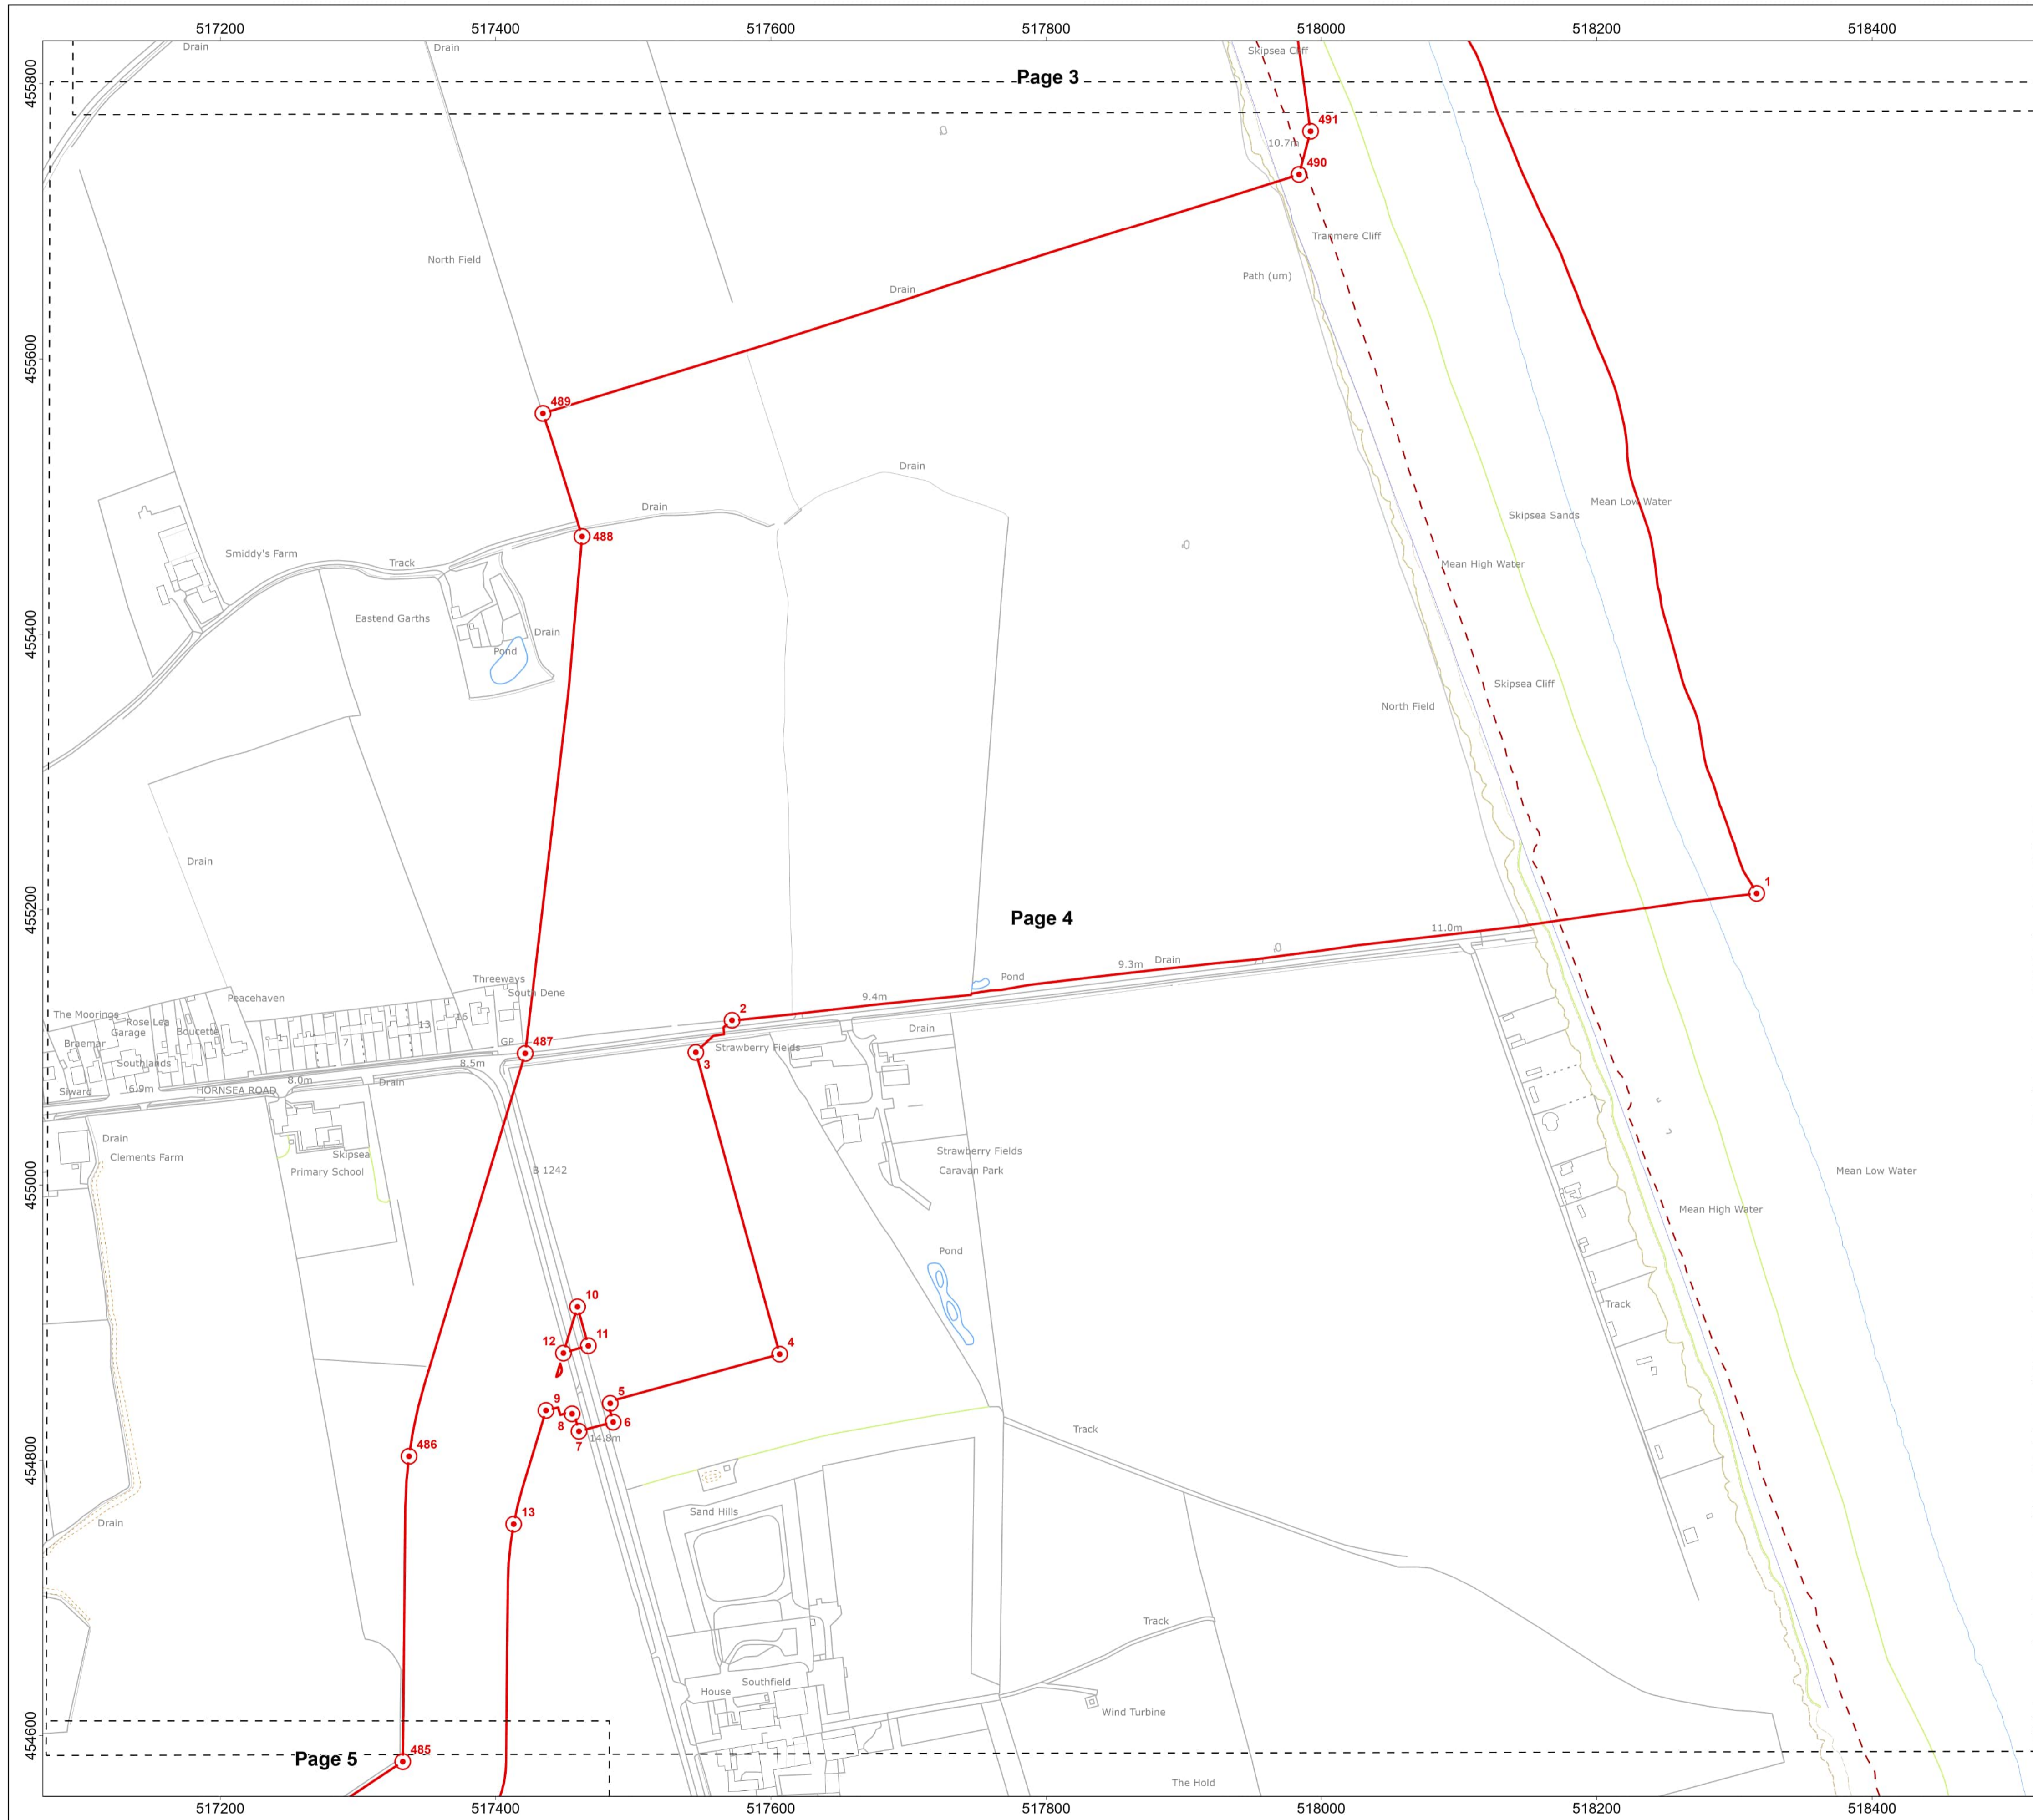 517200 517400 517600 517800 518000 518200 518400
Drain
Drain
Skipsea Cliff
455800
Page 3
491
10.7m
490
Tranmere Cliff
North Field
Path (um)
Drain
455600
489
Drain
Mean Low Water
Drain
Skipsea Sands
488
Smiddy's Farm
Track
Mean High Water
Eastend Garths
455400
Drain
Pond
Skipsea Cliff
North Field
Drain
1
455200
Page 4
11.0m
Drain
9.3m
Pond
Threeways
South Dene
Peacehaven
9.4m
2
The Moorings
Rose Lea
Garage
Boucette
1
7
13
16
Drain
Braemar
GP
487
Strawberry Fields
3
Southlands
8.5m
8.0m
Drain
Siward
6.9m
HORNSEA ROAD
Drain
Clements Farm
Skipsea
Primary School
B 1242
Strawberry Fields
Caravan Park
Mean Low Water
455000
Mean High Water
Pond
10
Track
12
11
4
5
9
6
8
7
14.8m
Track
486
454800
Sand Hills
13
Drain
Track
Southfield
House
Wind Turbine
454600
Page 5
485
The Hold
517200 517400 517600 517800 518000 518200 518400